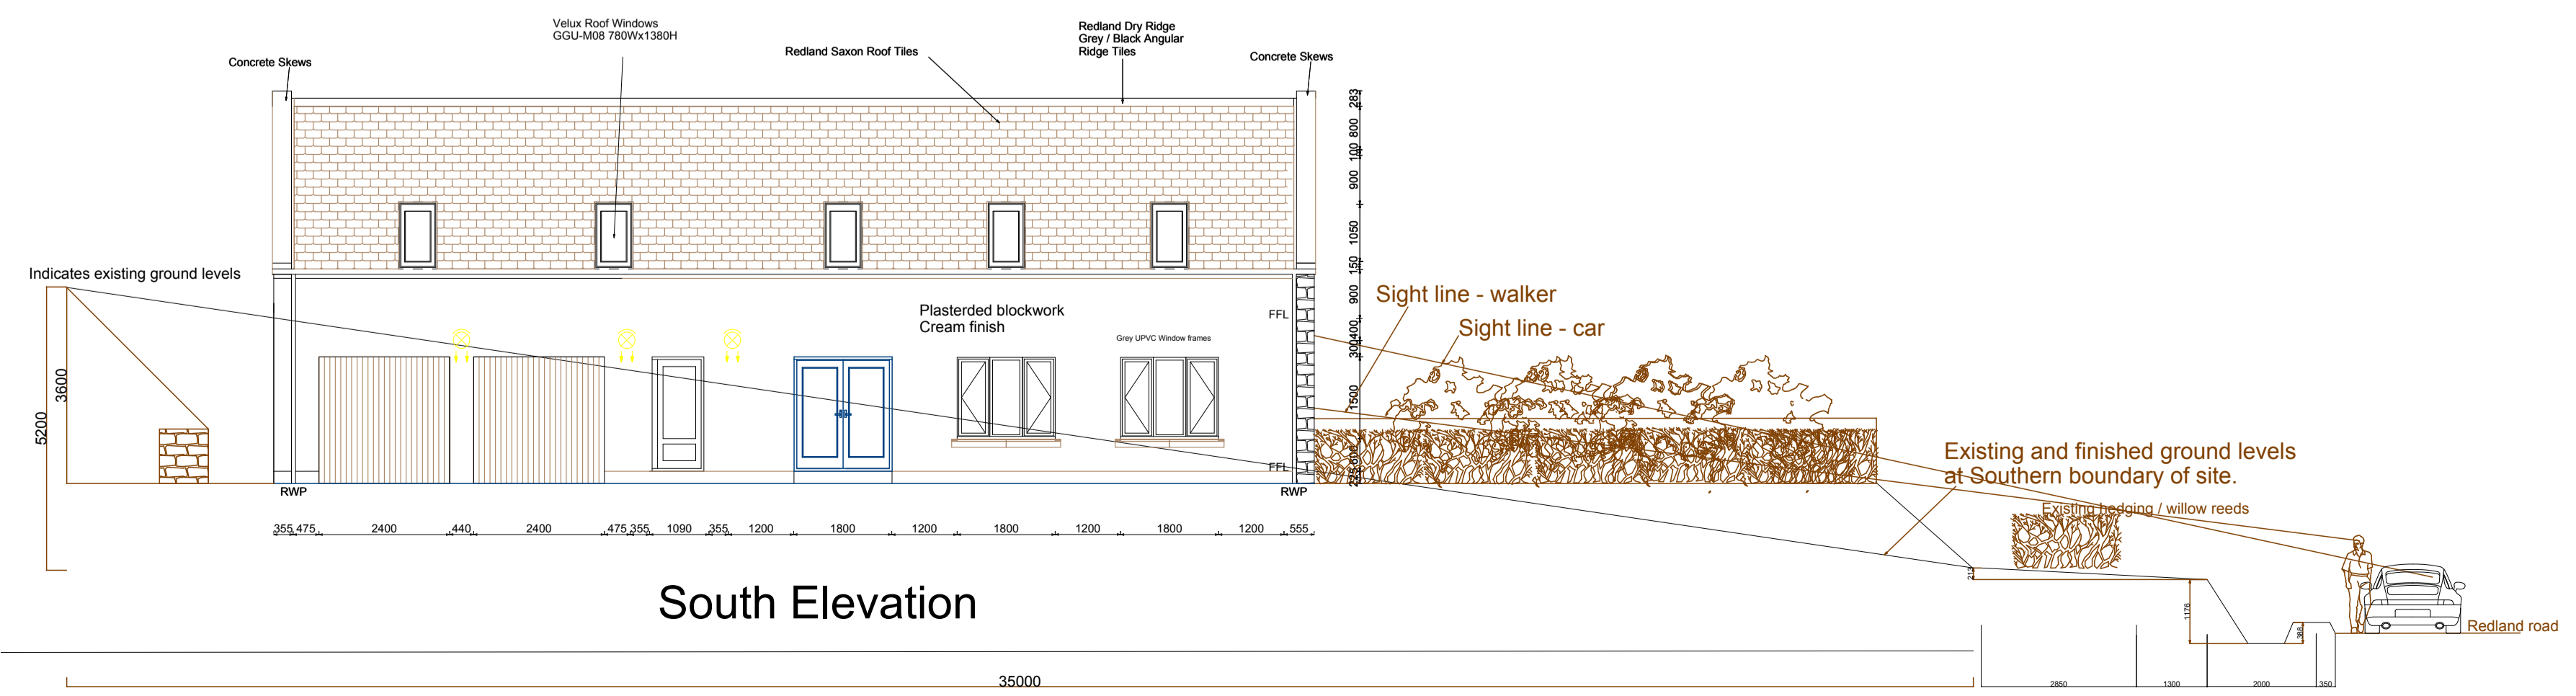 Velux Roof Windows
GGU-M08 780Wx1380H
Redland Dry Ridge
Grey / Black Angular
Ridge Tiles
Redland Saxon Roof Tiles
Concrete Skews
Concrete Skews
283
800
100
900
1050
150
900
400
300
1500
600
225
Indicates existing ground levels
Sight line - walker
Sight line - car
Plasterded blockwork
Cream finish
FFL
Grey UPVC Window frames
3600
5200
FFL
RWP
RWP
Existing and finished ground levels
at Southern boundary of site.
Existing hedging / willow reeds
355 475 2400 440 2400 475 355 1090 355 1200 1800 1200 1800 1200 1800 1200 555
South Elevation
213
1176
388
Redland road
35000
2850 1300 2000 350